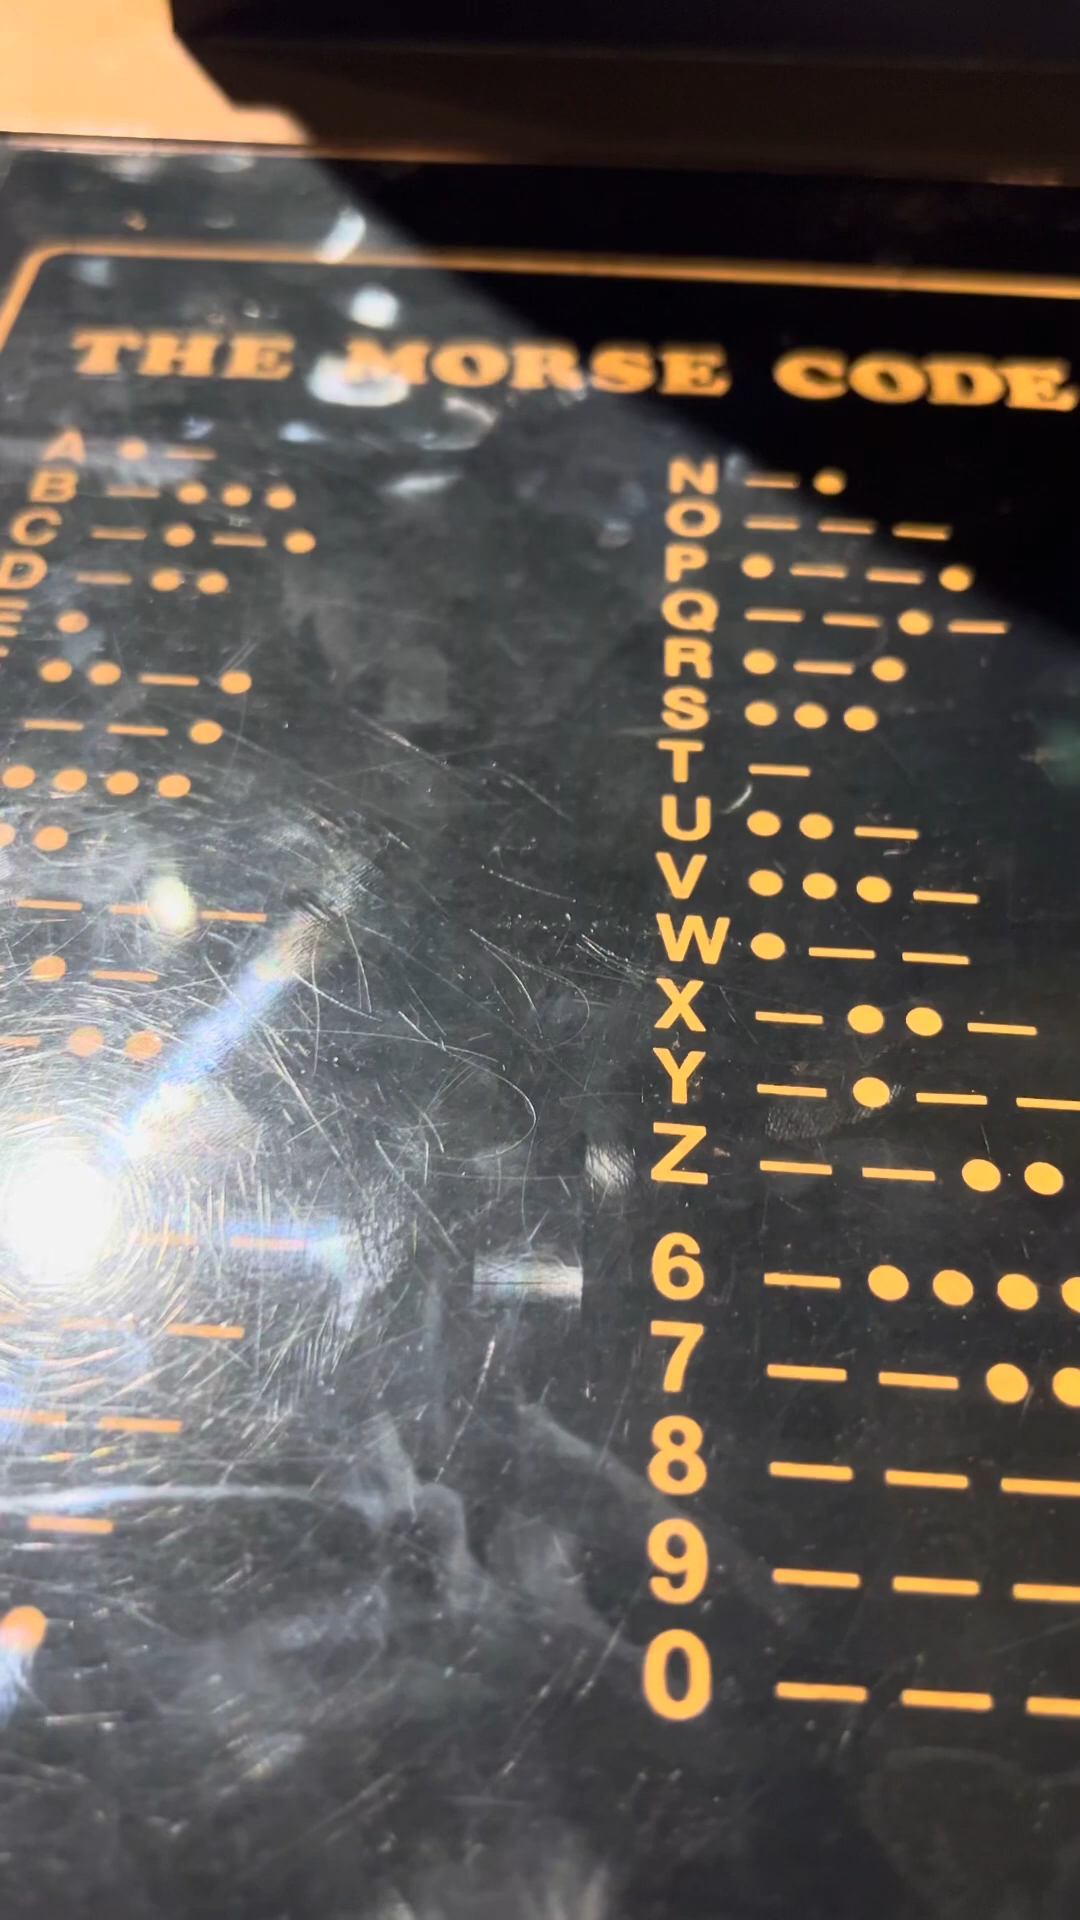 THE MORSE CODE
A • —
B — • • •
C — • — •
D — • •
E •
• • — •
— — •
• • • •
• •
— — —
• —
• •
— —
— —
— —
—
N — •
O — — —
P • — — •
Q — — • —
R • — •
S • • •
T —
U • • —
V • • • —
W • — —
X — • • —
Y — • — —
Z — — • •
6 — • • • •
7 — — • •
8 — — —
9 — — —
0 — — —